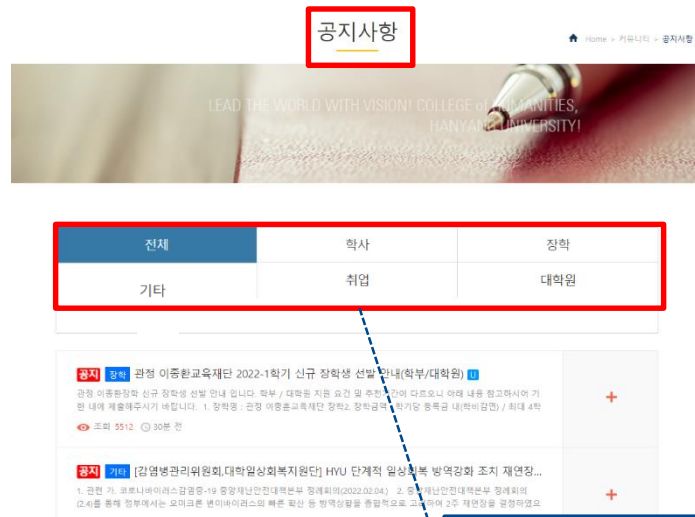 공지사항
Home > 커뮤니티 > 공지사항
LEAD THE WORLD WITH VISION! COLLEGE of HUMANITIES,
HANYANG UNIVERSITY!
전체 학사 장학
기타 취업 대학원
공지 장학 관정 이종환교육재단 2022-1학기 신규 장학생 선발 안내(학부/대학원) U
관정 이종환장학 신규 장학생 선발 안내 입니다. 학부 / 대학원 지원 요건 및 추천기간이 다르오니 아래 내용 참고하시어 기
한 내에 제출해주시기 바랍니다. 1. 장학명 : 관정 이종환교육재단 장학2. 장학금액 : 학기당 등록금 내(학비감면) / 최대 4학
조회 5512 30분 전
+
공지 기타 [감염병관리위원회,대학일상회복지원단] HYU 단계적 일상회복 방역강화 조치 재연장...
1. 관련 가. 코로나바이러스감염증-19 중앙재난안전대책본부 정례회의(2022.02.04.) 2. 중앙재난안전대책본부 정례회의
(2.4)를 통해 정부에서는 오미크론 변이바이러스의 빠른 확산 등 방역상황을 종합적으로 고려하여 2주 재연장을 결정하였으
+